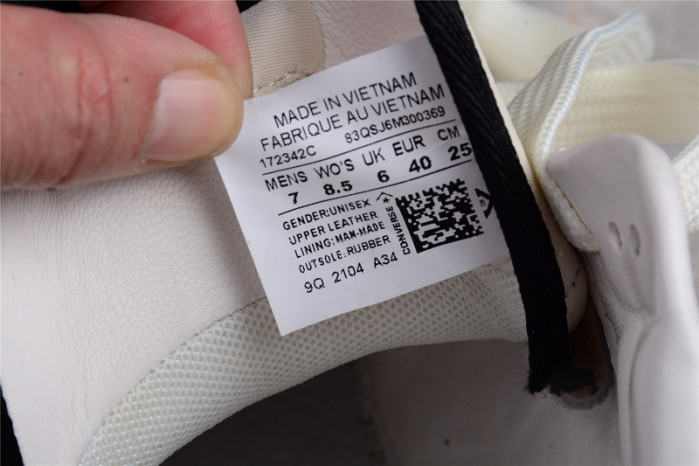 MADE IN VIETNAM
FABRIQUE AU VIETNAM
172342C 83QSJ6M300369
MENS WO'S UK EUR CM
7 8.5 6 40 25
GENDER:UNISEX
UPPER LEATHER
LINING: MAN-MADE
OUTSOLE: RUBBER
CONVERSE
9Q 2104 A34